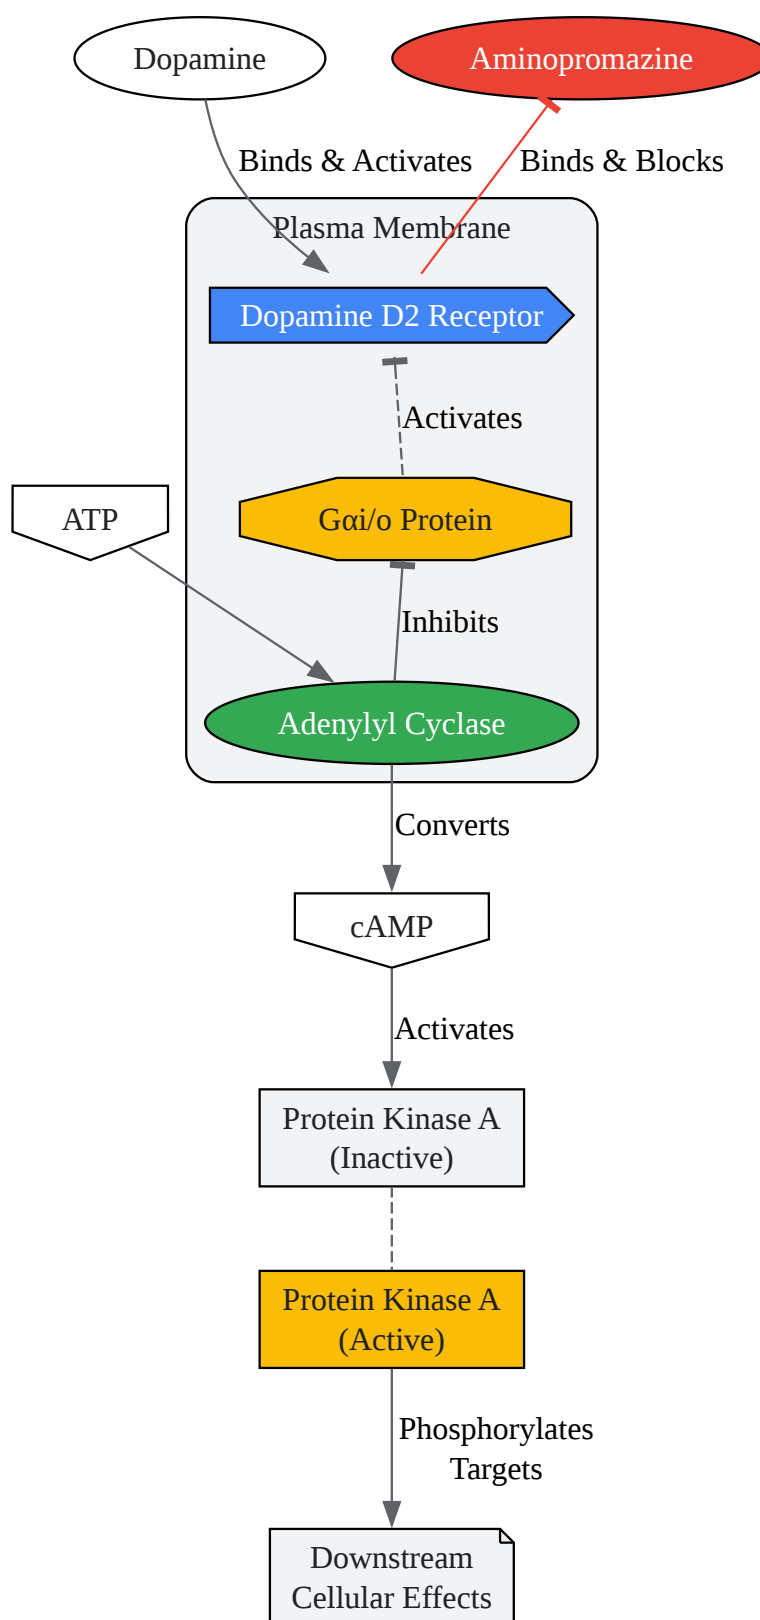 Dopamine
Aminopromazine
Binds & Activates
Binds & Blocks
Plasma Membrane
Dopamine D2 Receptor
Activates
ATP
Gαi/o Protein
Inhibits
Adenylyl Cyclase
Converts
cAMP
Activates
Protein Kinase A
(Inactive)
Protein Kinase A
(Active)
Phosphorylates
Targets
Downstream
Cellular Effects